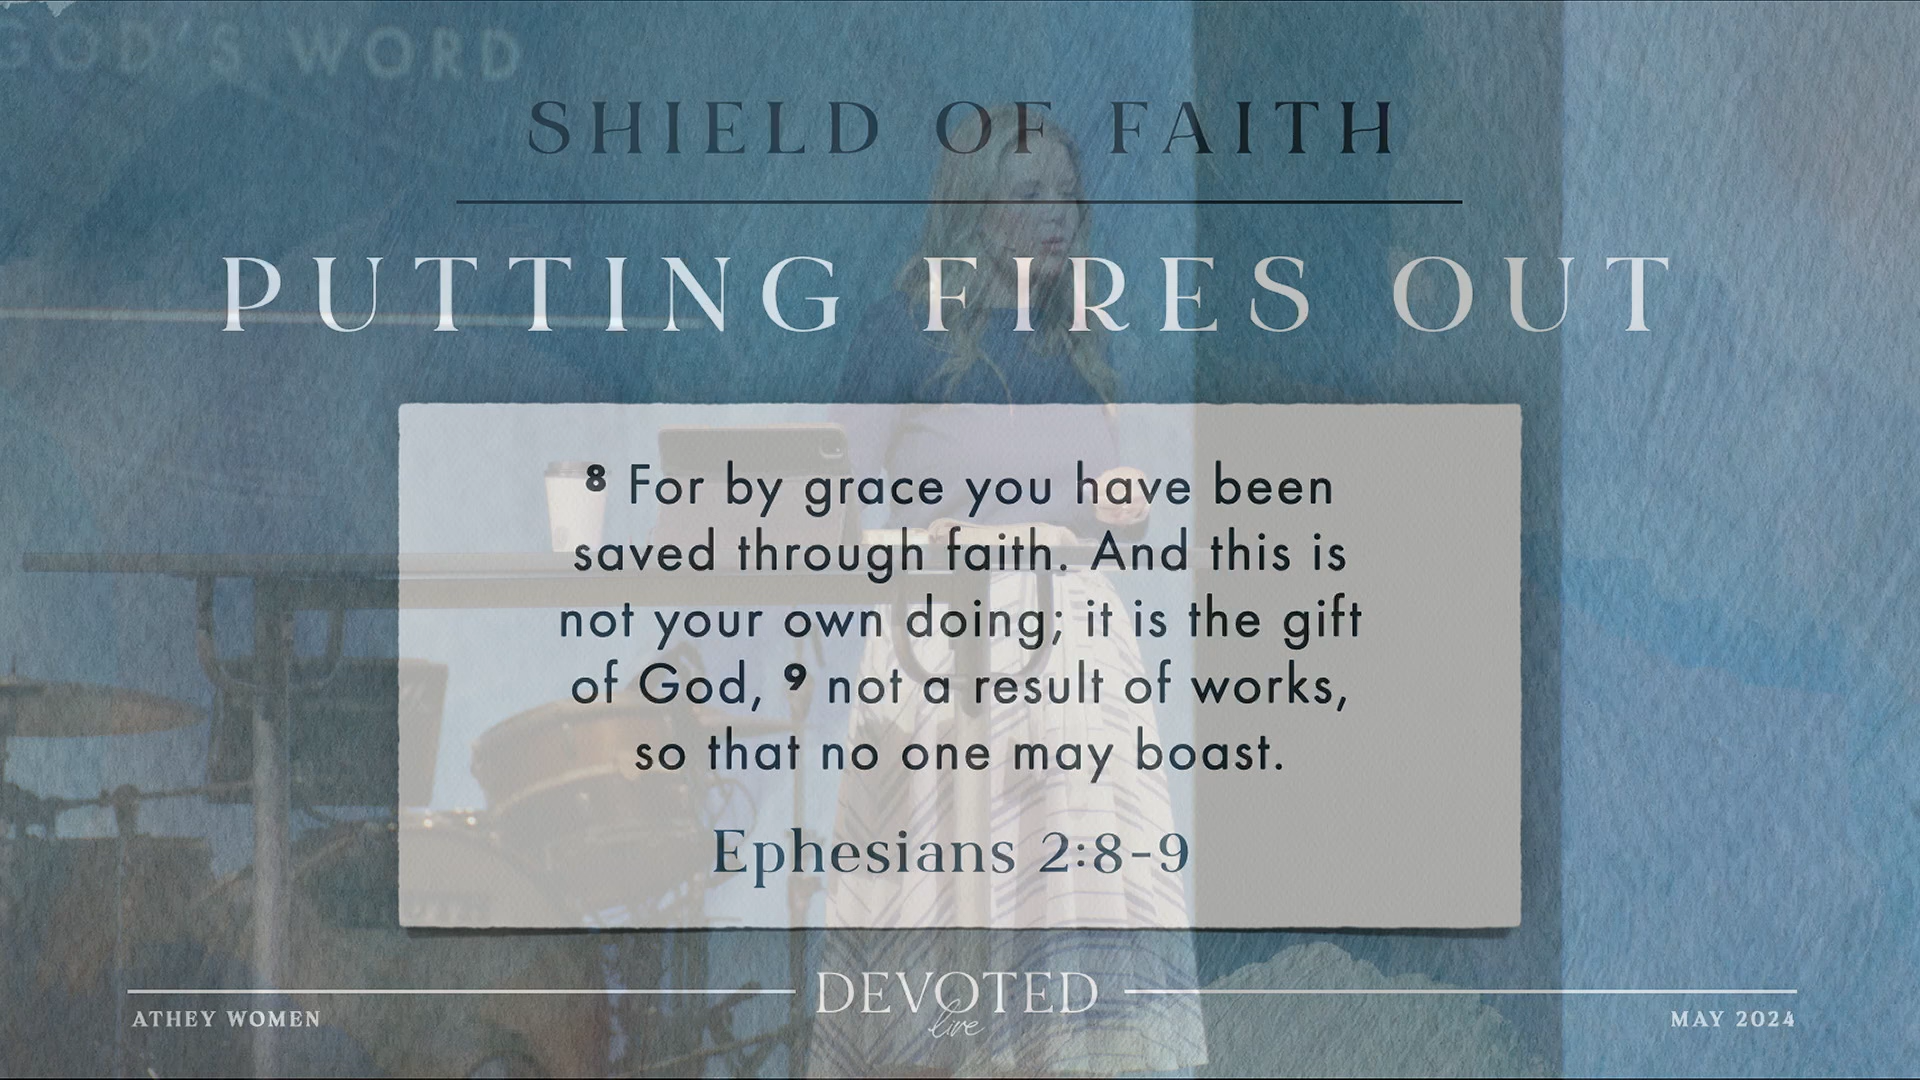 GOD'S WORD
SHIELD OF FAITH
PUTTING FIRES OUT
8 For by grace you have been
saved through faith. And this is
not your own doing; it is the gift
of God, 9 not a result of works,
so that no one may boast.
Ephesians 2:8-9
DEVOTED
live
ATHEY WOMEN
MAY 2024